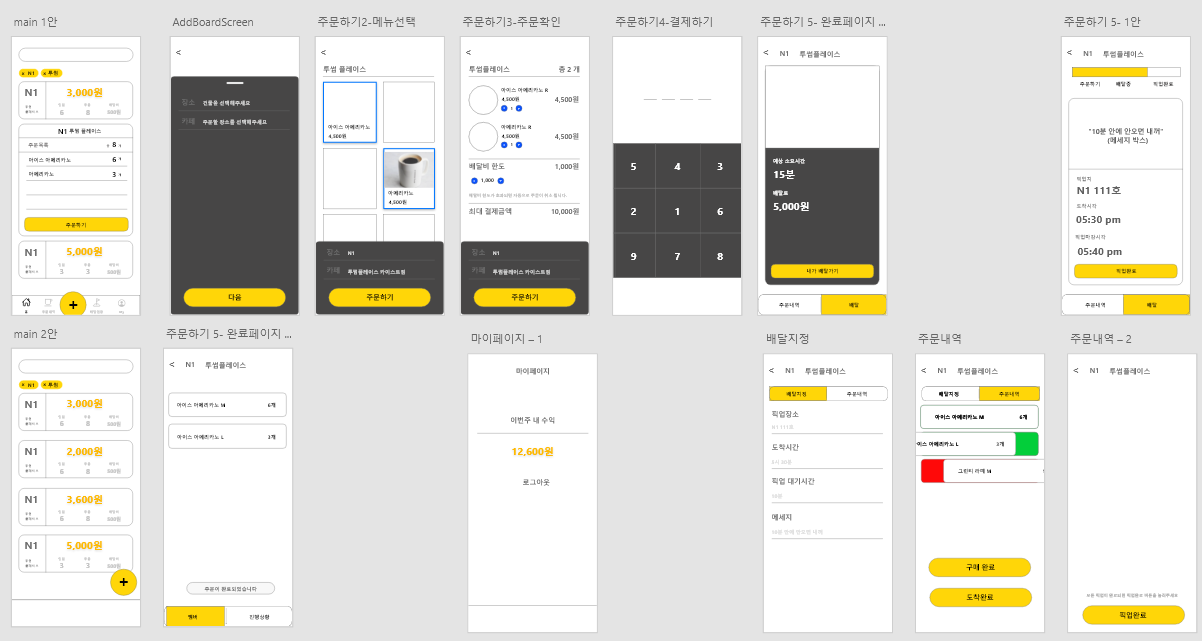 main 1안
× N1 × 투썸
N1
3,000원
6 8
N1 투썸 플레이스
주문목록 8
아이스 아메리카노 6
아메리카노 3
주문하기
N1
5,000원
3 3
+
AddBoardScreen
<
장소 건물을 선택해주세요
카페 주문할 장소를 선택해주세요
다음
주문하기2-메뉴선택
<
투썸 플레이스
아이스 아메리카노
4,500원
아메리카노
4,500원
장소 N1
카페 투썸플레이스 카이스트점
주문하기
주문하기3-주문확인
<
투썸플레이스 총 2 개
아이스 아메리카노 R
4,500원 4,500원
1
아메리카노 R
4,500원 4,500원
1
배달비 한도 1,000원
1,000
최대 결제금액 10,000원
장소 N1
카페 투썸플레이스 카이스트점
주문하기
주문하기4-결제하기
5 4 3
2 1 6
9 7 8
주문하기 5- 완료페이지 ...
< N1 투썸플레이스
예상 소요시간
15분
배달료
5,000원
내가 배달가기
주문내역 배달
주문하기 5- 1안
< N1 투썸플레이스
주문하기 배달중 픽업완료
"10분 안에 안오면 내꺼"
(메세지 박스)
픽업지
N1 111호
도착시각
05:30 pm
픽업마감시각
05:40 pm
픽업완료
주문내역 배달
main 2안
× N1 × 투썸
N1
3,000원
6 8
N1
2,000원
6 8
N1
3,600원
6 8
N1
5,000원
3 3
+
주문하기 5- 완료페이지 ...
< N1 투썸플레이스
아이스 아메리카노 M 6개
아이스 아메리카노 L 3개
주문이 완료되었습니다
멤버 진행상황
마이페이지 – 1
마이페이지
이번주 내 수익
12,600원
로그아웃
배달지정
< N1 투썸플레이스
배달지정 주문내역
픽업장소
N1 111호
도착시간
5시 30분
픽업 대기시간
10분
메세지
10분 안에 안오면 내꺼
주문내역
< N1 투썸플레이스
배달지정 주문내역
아이스 아메리카노 M 6개
이스 아메리카노 L 3개
그린티 라떼 M
구매 완료
도착완료
주문내역 – 2
< N1 투썸플레이스
픽업완료